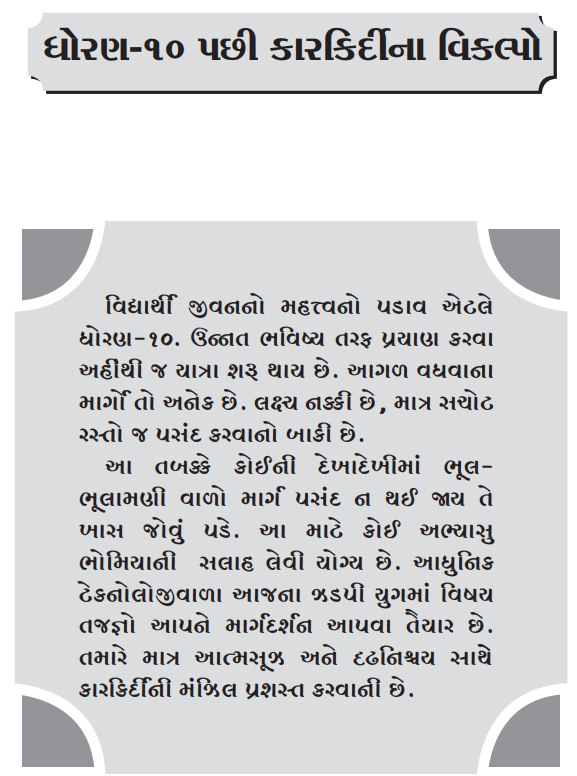 ધોરણ-૧૦ પછી કારકિર્દીના વિકલ્પો
વિદ્યાર્થી જીવનનો મહત્ત્વનો પડાવ એટલે
ધોરણ-૧૦. ઉન્નત ભવિષ્ય તરફ પ્રયાણ કરવા
અહીંથી જ યાત્રા શરૂ થાય છે. આગળ વધવાના
માર્ગો તો અનેક છે. લક્ષ્ય નક્કી છે, માત્ર સચોટ
રસ્તો જ પસંદ કરવાનો બાકી છે.
આ તબક્કે કોઈની દેખાદેખીમાં ભૂલ-
ભૂલામણી વાળો માર્ગ પસંદ ન થઈ જાય તે
ખાસ જોવું પડે. આ માટે કોઈ અભ્યાસુ
ભોમિયાની સલાહ લેવી યોગ્ય છે. આધુનિક
ટેકનોલોજીવાળા આજના ઝડપી યુગમાં વિષય
તજજ્ઞો આપને માર્ગદર્શન આપવા તૈયાર છે.
તમારે માત્ર આત્મસૂઝ અને દૃઢનિશ્ચય સાથે
કારકિર્દીની મંઝિલ પ્રશસ્ત કરવાની છે.